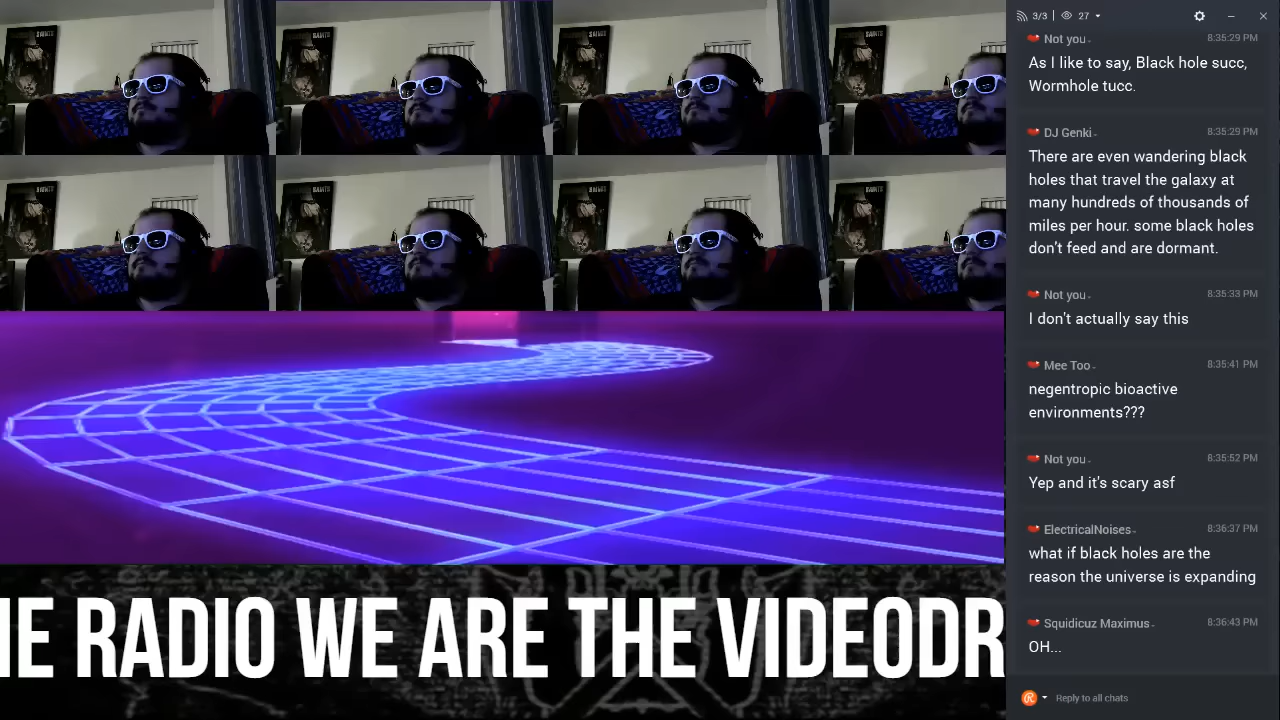 3/3 27
Not you 8:35:29 PM
As I like to say, Black hole succ,
Wormhole tucc.
DJ Genki 8:35:29 PM
There are even wandering black
holes that travel the galaxy at
many hundreds of thousands of
miles per hour. some black holes
don't feed and are dormant.
Not you 8:35:33 PM
I don't actually say this
Mee Too 8:35:41 PM
negentropic bioactive
environments???
Not you 8:35:52 PM
Yep and it's scary asf
ElectricalNoises 8:36:37 PM
what if black holes are the
reason the universe is expanding
Squidicuz Maximus 8:36:43 PM
OH...
Reply to all chats
HE RADIO WE ARE THE VIDEODR